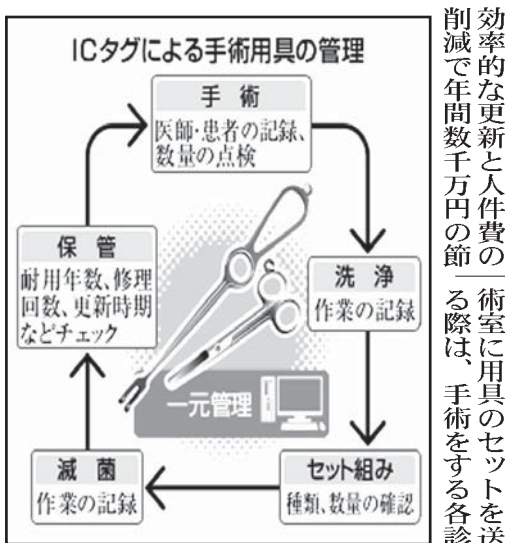 ICタグによる手術用具の管理
手術
医師・患者の記録、
数量の点検
洗浄
作業の記録
セット組み
種類、数量の確認
滅菌
作業の記録
保管
耐用年数、修理
回数、更新時期
などチェック
一元管理
効率的な更新と人件費の
削減で年間数千万円の節
術室に用具のセットを送
る際は、手術をする各診